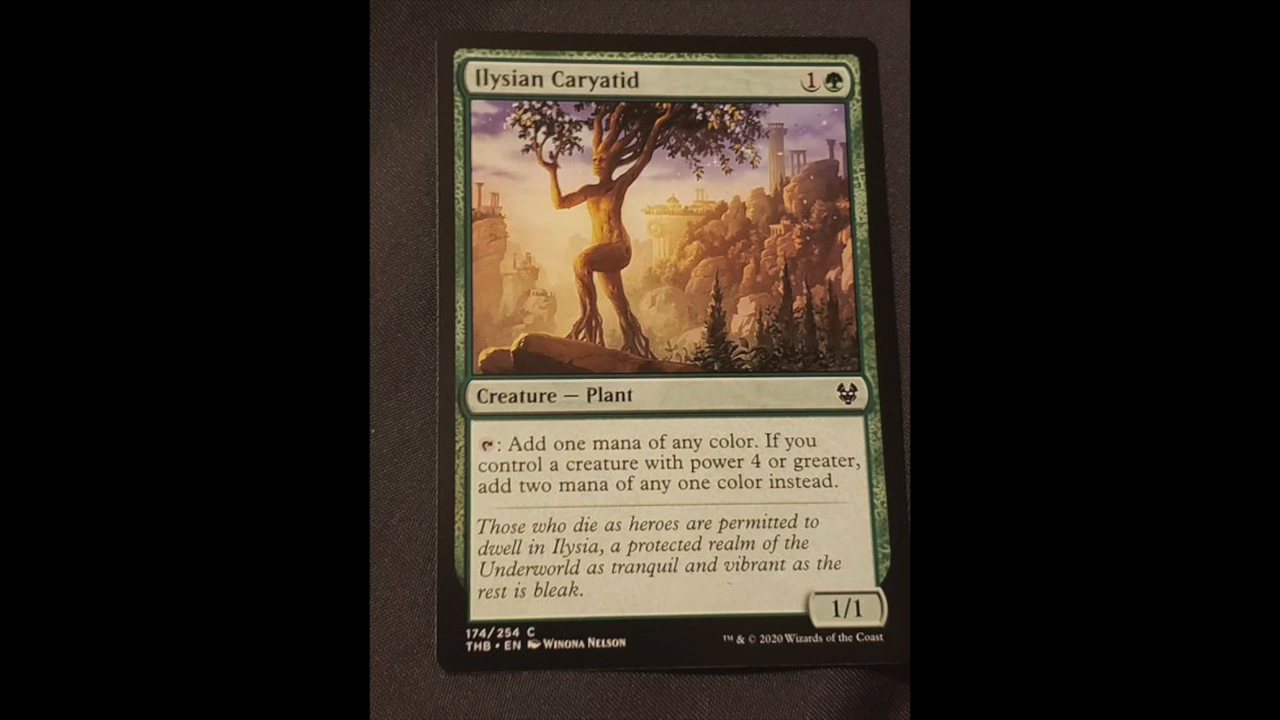 Ilysian Caryatid 1
Creature — Plant
: Add one mana of any color. If you
control a creature with power 4 or greater,
add two mana of any one color instead.
Those who die as heroes are permitted to
dwell in Ilysia, a protected realm of the
Underworld as tranquil and vibrant as the
rest is bleak.
1/1
174/254 C
THB • EN Winona Nelson
™ & © 2020 Wizards of the Coast